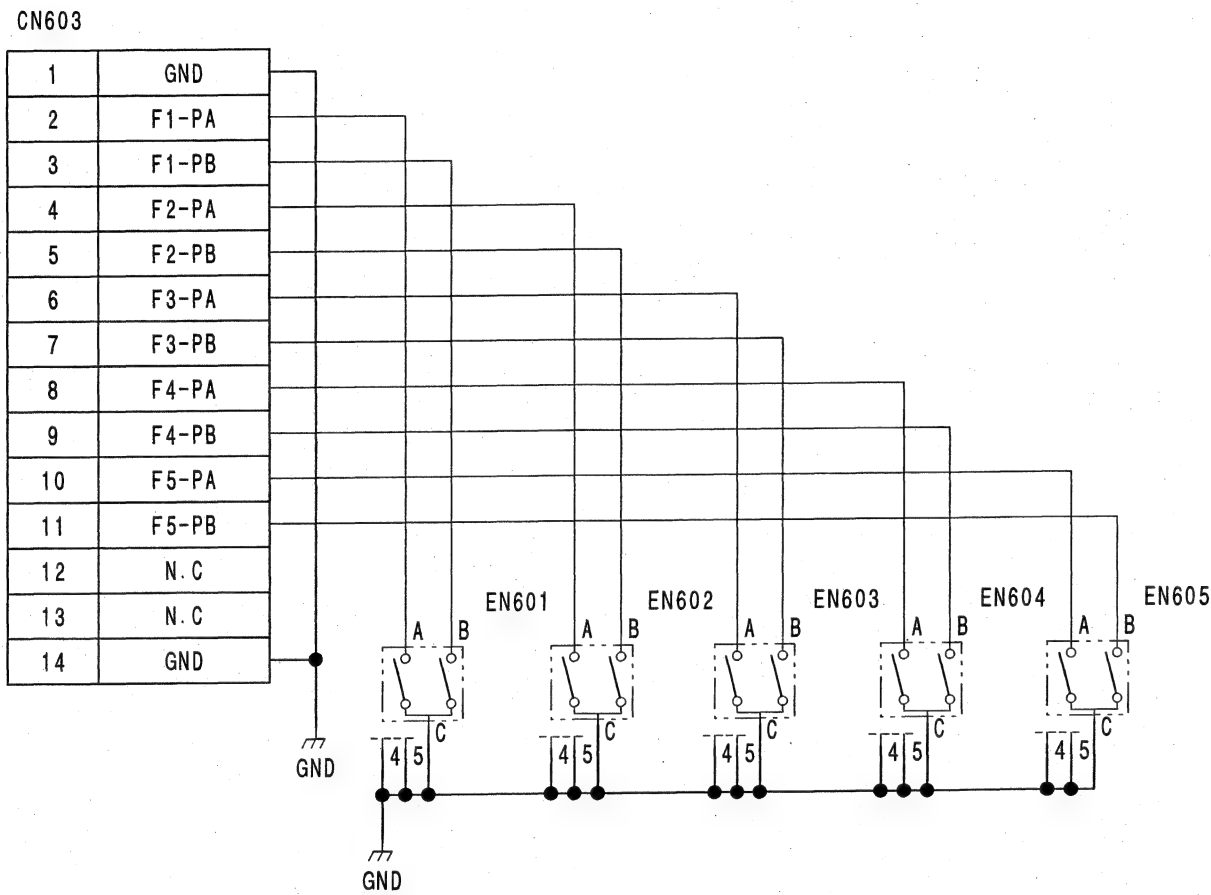 CN603
1 GND
2 F1-PA
3 F1-PB
4 F2-PA
5 F2-PB
6 F3-PA
7 F3-PB
8 F4-PA
9 F4-PB
10 F5-PA
11 F5-PB
12 N.C
13 N.C
14 GND
EN601 EN602 EN603 EN604 EN605
A B A B A B A B A B
C C C C C
4 5 4 5 4 5 4 5 4 5
GND
GND